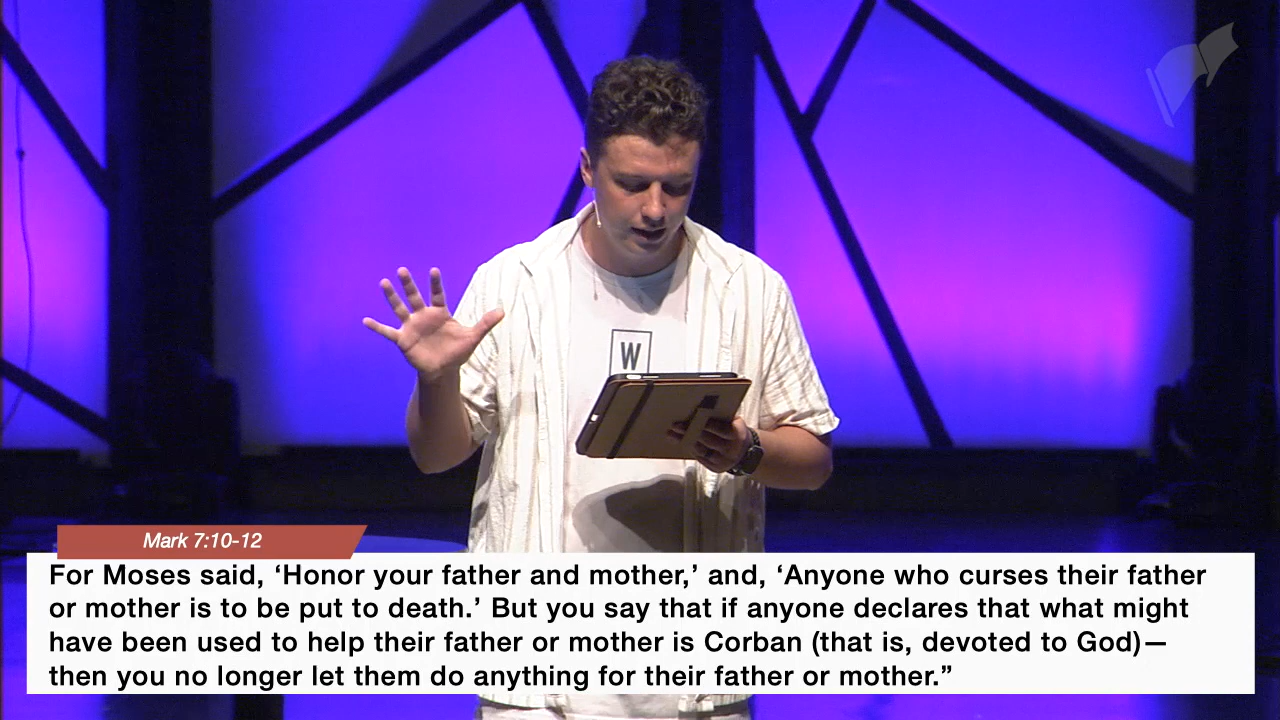 W
Mark 7:10-12
For Moses said, ‘Honor your father and mother,’ and, ‘Anyone who curses their father
or mother is to be put to death.’ But you say that if anyone declares that what might
have been used to help their father or mother is Corban (that is, devoted to God)—
then you no longer let them do anything for their father or mother.”